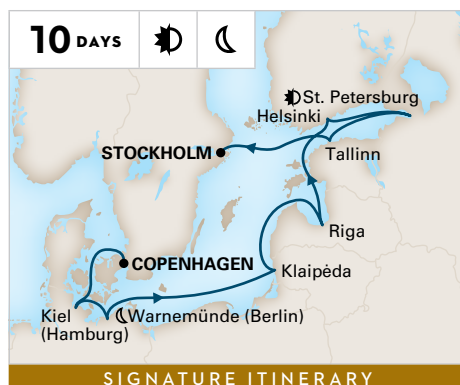 10 DAYS
St. Petersburg
Helsinki
STOCKHOLM
Tallinn
Riga
COPENHAGEN
Klaipėda
Kiel
(Hamburg)
Warnemünde (Berlin)
SIGNATURE ITINERARY